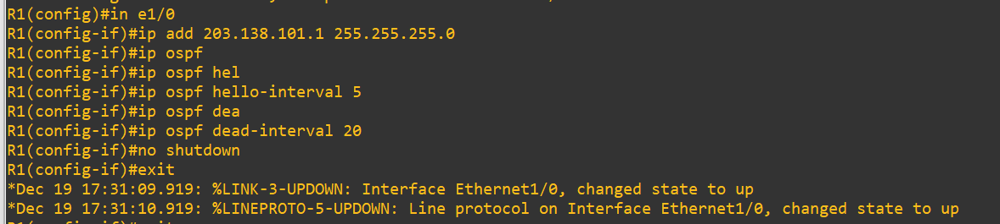 R1(config)#in e1/0
R1(config-if)#ip add 203.138.101.1 255.255.255.0
R1(config-if)#ip ospf
R1(config-if)#ip ospf hel
R1(config-if)#ip ospf hello-interval 5
R1(config-if)#ip ospf dea
R1(config-if)#ip ospf dead-interval 20
R1(config-if)#no shutdown
R1(config-if)#exit
*Dec 19 17:31:09.919: %LINK-3-UPDOWN: Interface Ethernet1/0, changed state to up
*Dec 19 17:31:10.919: %LINEPROTO-5-UPDOWN: Line protocol on Interface Ethernet1/0, changed state to up